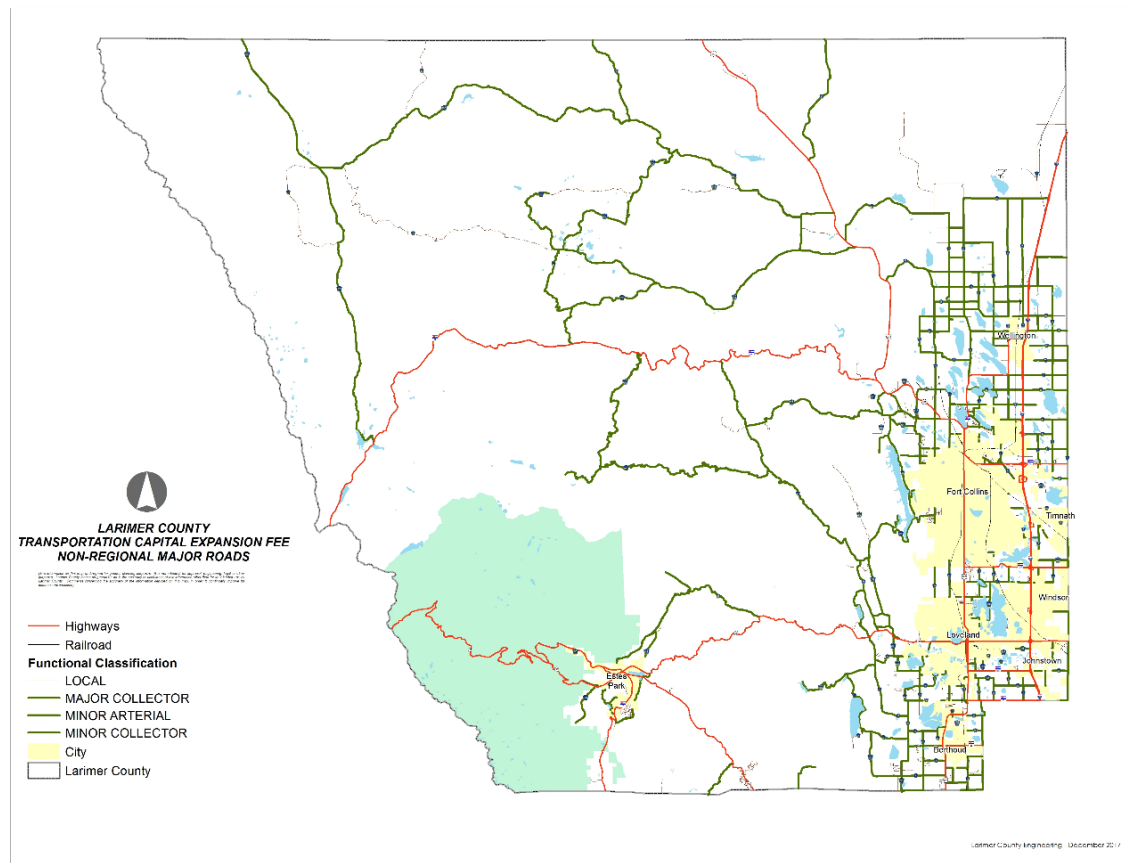 Wellington
Fort Collins
Timnath
Windsor
Loveland
Johnstown
Estes
Park
Berthoud
LARIMER COUNTY
TRANSPORTATION CAPITAL EXPANSION FEE
NON-REGIONAL MAJOR ROADS
Highways
Railroad
Functional Classification
LOCAL
MAJOR COLLECTOR
MINOR ARTERIAL
MINOR COLLECTOR
City
Larimer County
Larimer County Engineering - December 2017